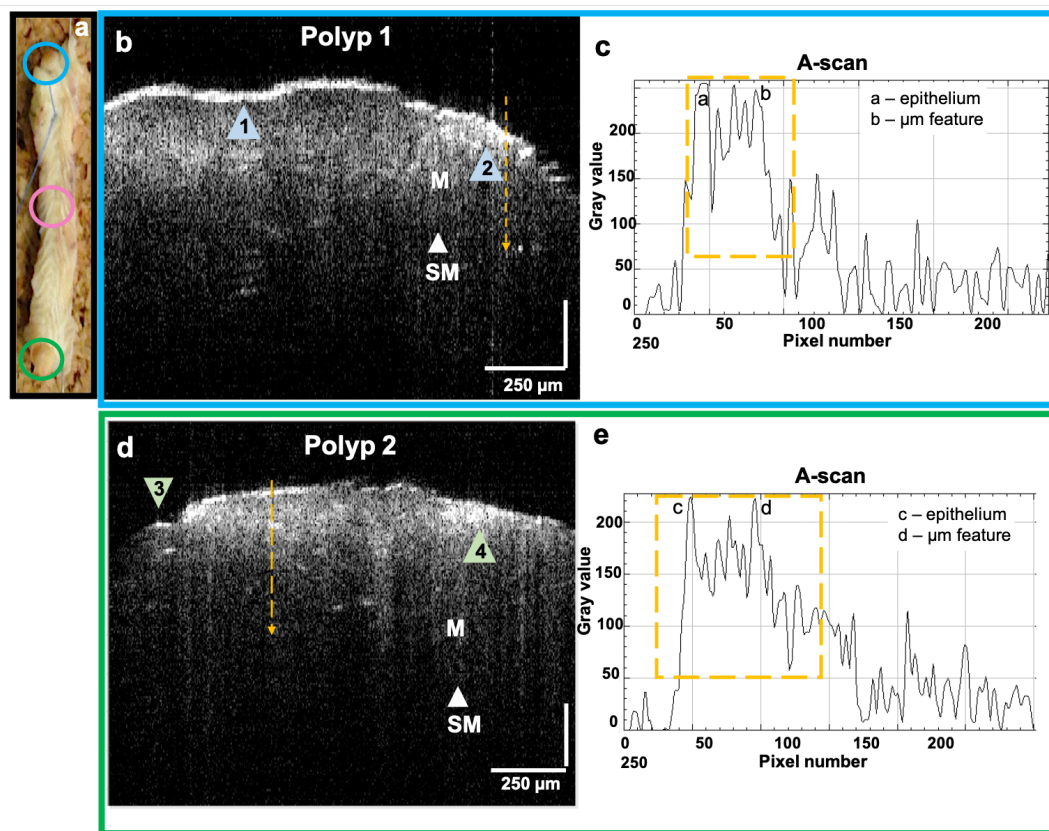 a
b
Polyp 1
1
2
M
SM
250 µm
c
A-scan
a
b
a – epithelium
b – µm feature
Gray value
200
150
100
50
0
0 50 100 150 200
250
Pixel number
d
Polyp 2
3
4
M
SM
250 µm
e
A-scan
c
d
c – epithelium
d – µm feature
Gray value
200
150
100
50
0
0 50 100 200
250
Pixel number